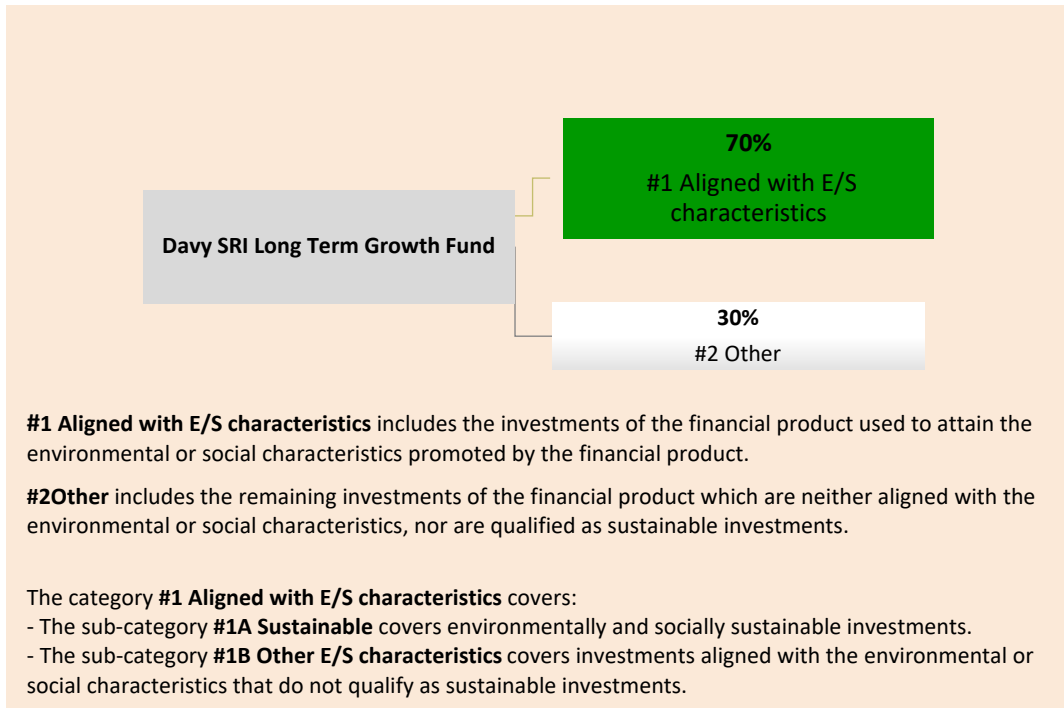 70%
#1 Aligned with E/S
characteristics
Davy SRI Long Term Growth Fund
30%
#2 Other
#1 Aligned with E/S characteristics includes the investments of the financial product used to attain the
environmental or social characteristics promoted by the financial product.
#2Other includes the remaining investments of the financial product which are neither aligned with the
environmental or social characteristics, nor are qualified as sustainable investments.
The category #1 Aligned with E/S characteristics covers:
- The sub-category #1A Sustainable covers environmentally and socially sustainable investments.
- The sub-category #1B Other E/S characteristics covers investments aligned with the environmental or
social characteristics that do not qualify as sustainable investments.